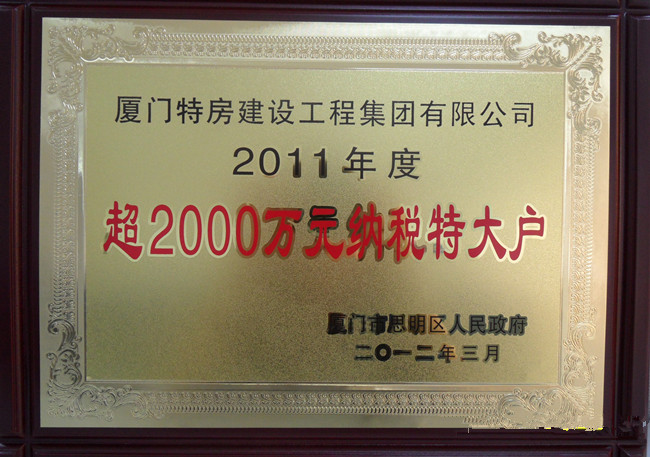 厦门特房建设工程集团有限公司
2011年度
超2000万元纳税特大户
厦门市思明区人民政府
二〇一二年三月